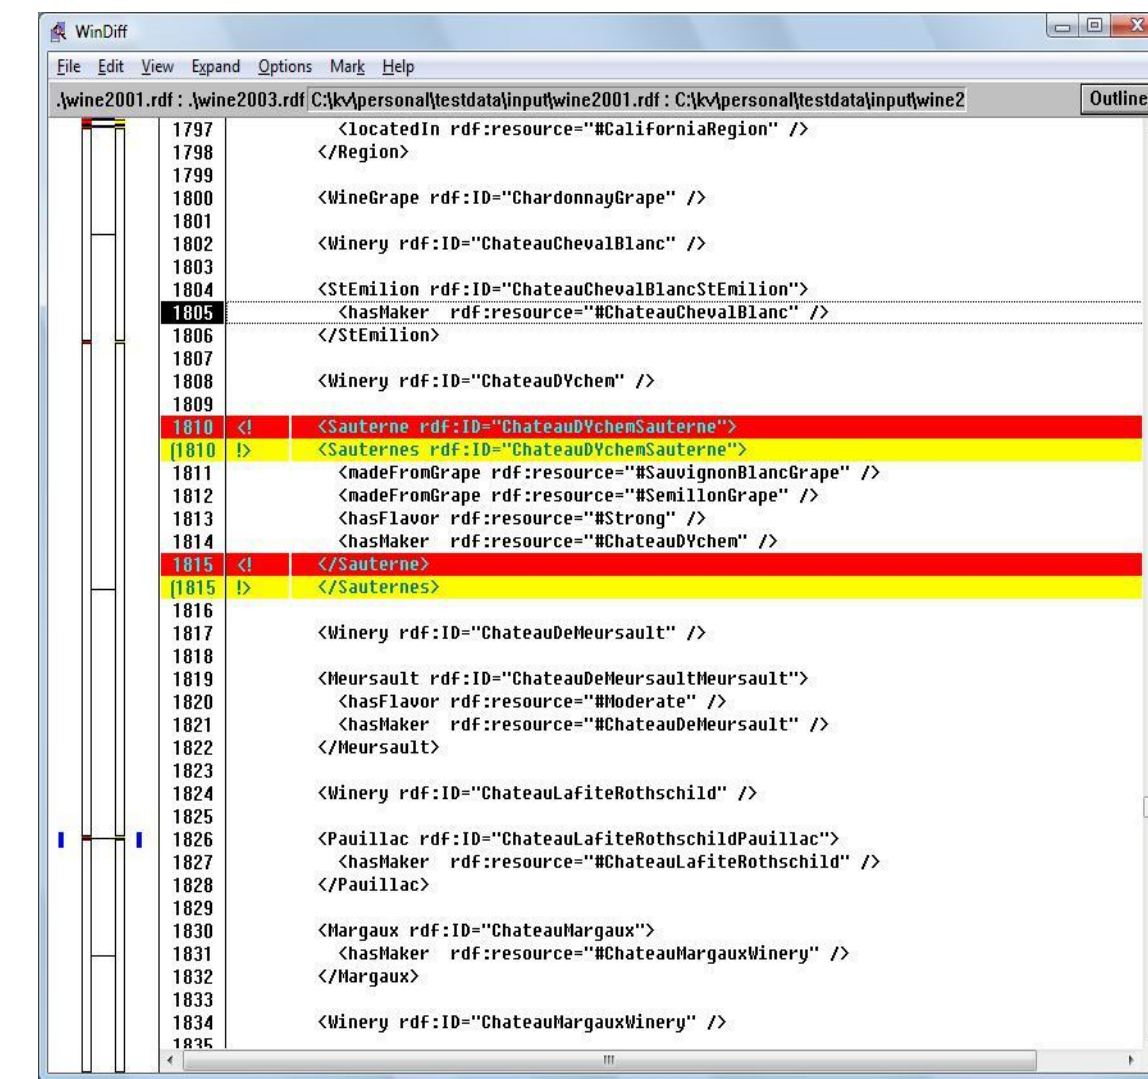 WinDiff
File Edit View Expand Options Mark Help
.\wine2001.rdf : .\wine2003.rdf C:\kv\personal\testdata\input\wine2001.rdf : C:\kv\personal\testdata\input\wine2 Outline
1797 <locatedIn rdf:resource="#CaliforniaRegion" />
1798 </Region>
1799
1800 <WineGrape rdf:ID="ChardonnayGrape" />
1801
1802 <Winery rdf:ID="ChateauChevalBlanc" />
1803
1804 <StEmilion rdf:ID="ChateauChevalBlancStEmilion">
1805 <hasMaker rdf:resource="#ChateauChevalBlanc" />
1806 </StEmilion>
1807
1808 <Winery rdf:ID="ChateauDYchem" />
1809
1810 <! <Sauterne rdf:ID="ChateauDYchemSauterne">
(1810 !> <Sauternes rdf:ID="ChateauDYchemSauterne">
1811 <madeFromGrape rdf:resource="#SauvignonBlancGrape" />
1812 <madeFromGrape rdf:resource="#SemillonGrape" />
1813 <hasFlavor rdf:resource="#Strong" />
1814 <hasMaker rdf:resource="#ChateauDYchem" />
1815 <! </Sauterne>
(1815 !> </Sauternes>
1816
1817 <Winery rdf:ID="ChateauDeMeursault" />
1818
1819 <Meursault rdf:ID="ChateauDeMeursaultMeursault">
1820 <hasFlavor rdf:resource="#Moderate" />
1821 <hasMaker rdf:resource="#ChateauDeMeursault" />
1822 </Meursault>
1823
1824 <Winery rdf:ID="ChateauLafiteRothschild" />
1825
1826 <Pauillac rdf:ID="ChateauLafiteRothschildPauillac">
1827 <hasMaker rdf:resource="#ChateauLafiteRothschild" />
1828 </Pauillac>
1829
1830 <Margaux rdf:ID="ChateauMargaux">
1831 <hasMaker rdf:resource="#ChateauMargauxWinery" />
1832 </Margaux>
1833
1834 <Winery rdf:ID="ChateauMargauxWinery" />
1835